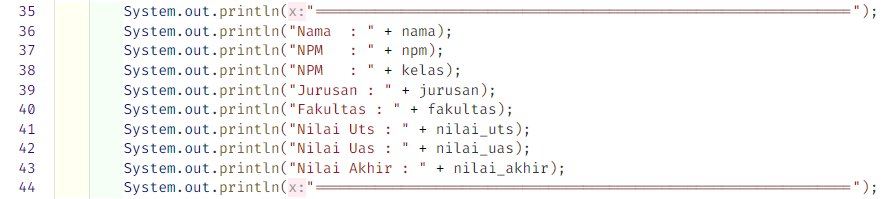 35 System.out.println(x:"==============================================================");
36 System.out.println("Nama  : " + nama);
37 System.out.println("NPM   : " + npm);
38 System.out.println("NPM   : " + kelas);
39 System.out.println("Jurusan : " + jurusan);
40 System.out.println("Fakultas : " + fakultas);
41 System.out.println("Nilai Uts : " + nilai_uts);
42 System.out.println("Nilai Uas : " + nilai_uas);
43 System.out.println("Nilai Akhir : " + nilai_akhir);
44 System.out.println(x:"==============================================================");